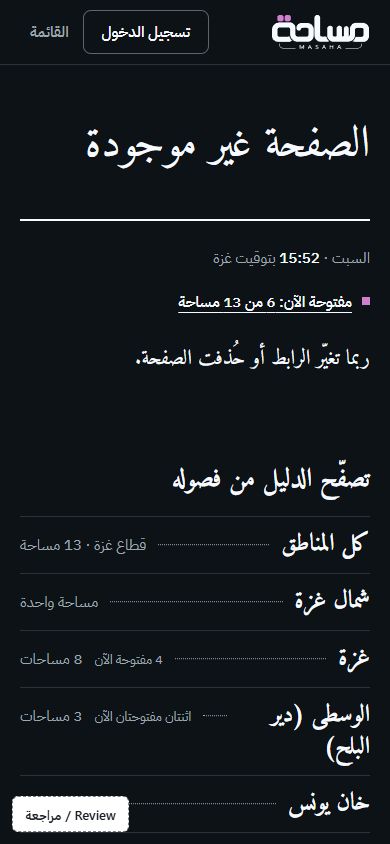 مساحة
MASAHA
تسجيل الدخول
القائمة
الصفحة غير موجودة
السبت · 15:52 بتوقيت غزة
مفتوحة الآن: 6 من 13 مساحة
ربما تغيّر الرابط أو حُذفت الصفحة.
تصفّح الدليل من فصوله
كل المناطق قطاع غزة · 13 مساحة
شمال غزة مساحة واحدة
غزة 4 مفتوحة الآن 8 مساحات
الوسطى (دير البلح) اثنتان مفتوحتان الآن 3 مساحات
خان يونس
Review / مراجعة